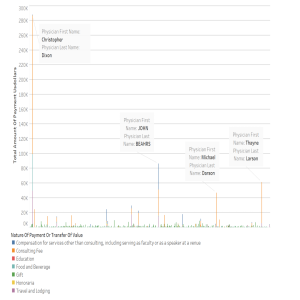 300K
280K
260K
240K
220K
200K
180K
160K
140K
120K
100K
80K
60K
40K
20K
0K
Total Amount Of Payment UsdollarsPhysician First Name:
Christopher
Physician Last Name:
Dixon
Physician First
Name: JOHN
Physician Last
Name: BEAHRS
Physician First
Name: Michael
Physician Last
Name: Dorson
Physician First
Name: Thayne
Physician Last
Name: Larson
Nature Of Payment Or Transfer Of Value
Compensation for services other than consulting, including serving as faculty or as a speaker at a venue
Consulting Fee
Education
Food and Beverage
Gift
Honoraria
Travel and Lodging